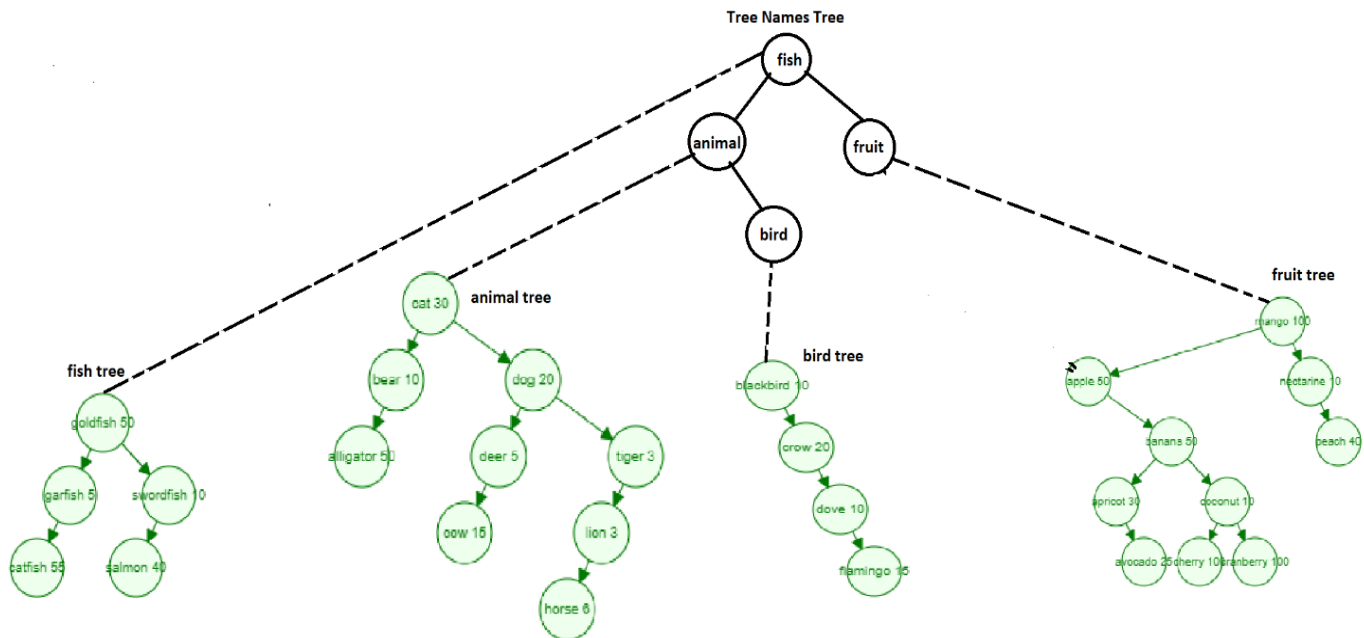 Tree Names Tree
fish
animal
fruit
bird
fruit tree
cat 30
animal tree
mango 100
bird tree
fish tree
bear 10
dog 20
blackbird 10
apple 50
nectarine 10
goldfish 50
alligator 50
deer 5
tiger 3
crow 20
banana 50
peach 40
garfish 5
swordfish 10
dove 10
apricot 30
coconut 10
cow 15
lion 3
catfish 55
salmon 40
flamingo 15
avocado 25
cherry 100
cranberry 100
horse 6